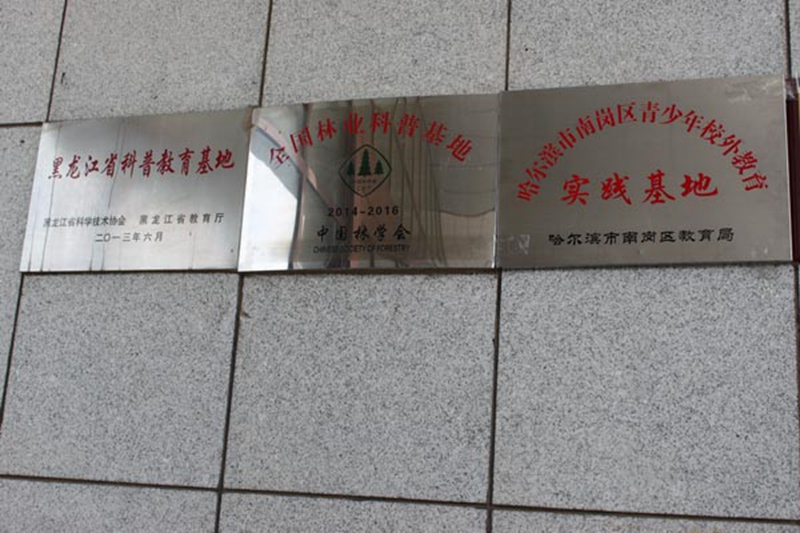 黑龙江省科普教育基地
黑龙江省科学技术协会 黑龙江省教育厅
二〇一三年六月
全国林业科普基地
2014-2016
中国林学会
CHINESE SOCIETY OF FORESTRY
哈尔滨市南岗区青少年校外教育
实践基地
哈尔滨市南岗区教育局